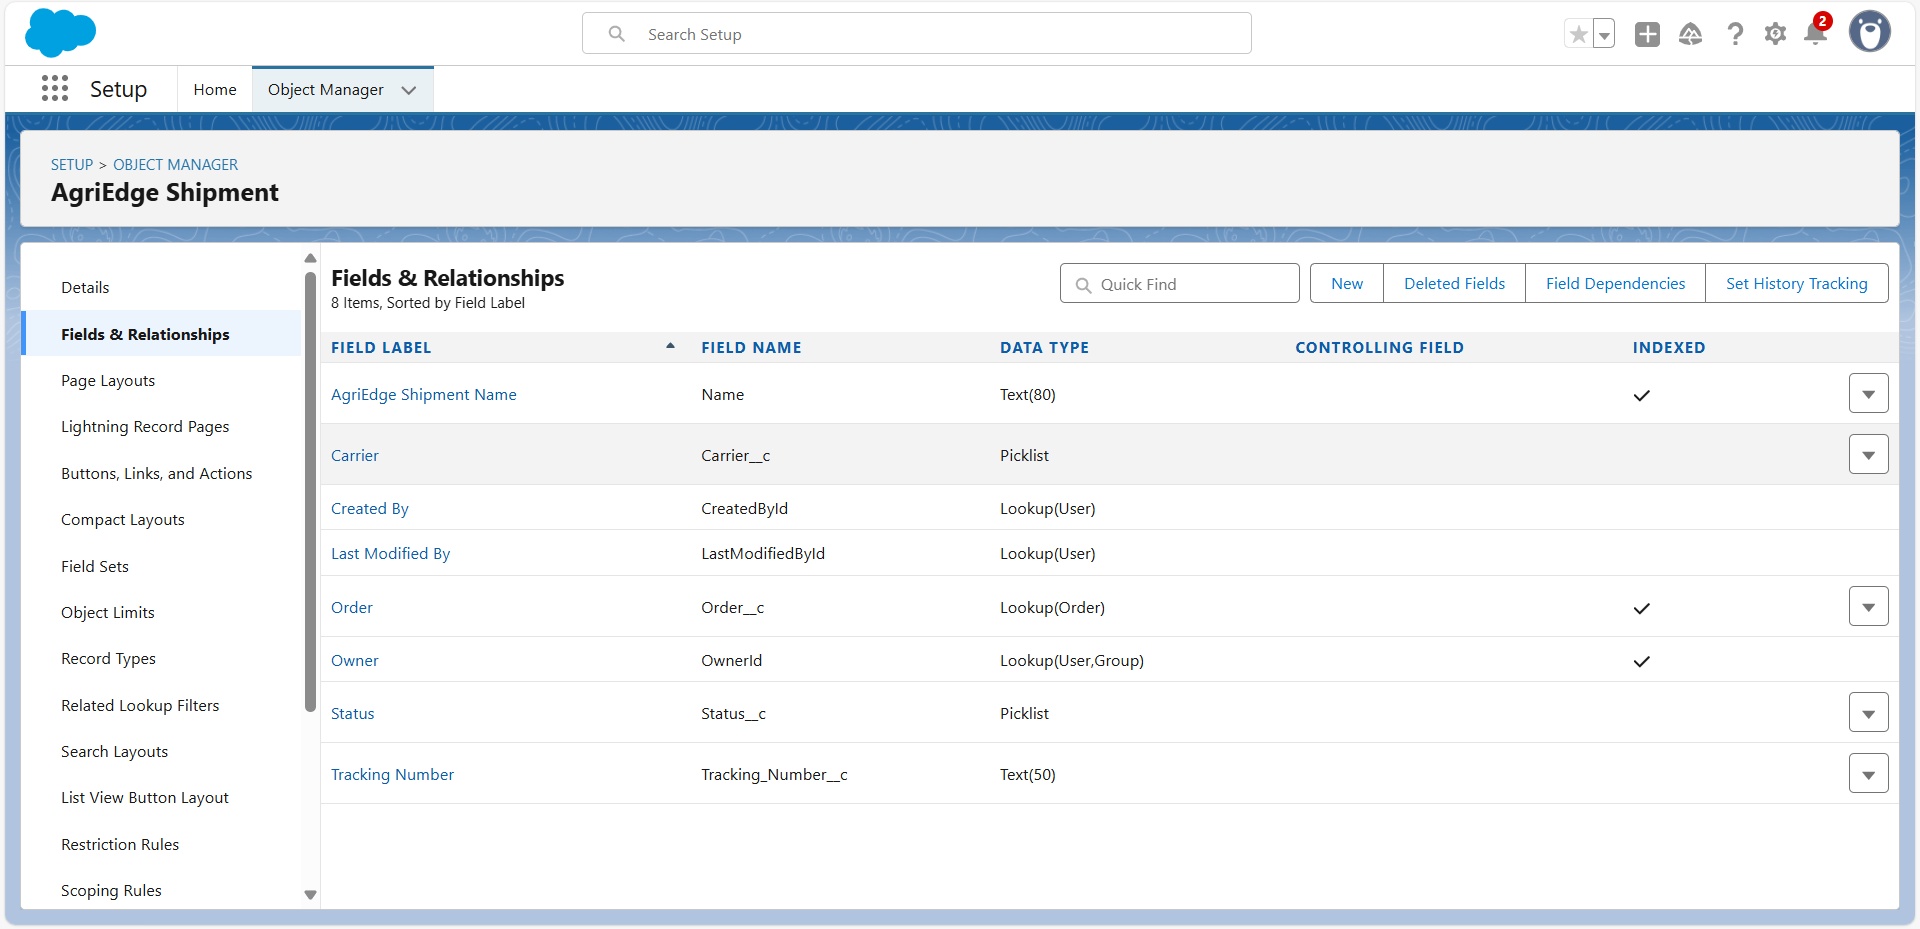 Search Setup
2
Setup
Home
Object Manager
SETUP > OBJECT MANAGER
AgriEdge Shipment
Details
Fields & Relationships
Page Layouts
Lightning Record Pages
Buttons, Links, and Actions
Compact Layouts
Field Sets
Object Limits
Record Types
Related Lookup Filters
Search Layouts
List View Button Layout
Restriction Rules
Scoping Rules
Fields & Relationships
8 Items, Sorted by Field Label
Quick Find
New
Deleted Fields
Field Dependencies
Set History Tracking
FIELD LABEL FIELD NAME DATA TYPE CONTROLLING FIELD INDEXED
AgriEdge Shipment Name Name Text(80)
Carrier Carrier__c Picklist
Created By CreatedById Lookup(User)
Last Modified By LastModifiedById Lookup(User)
Order Order__c Lookup(Order)
Owner OwnerId Lookup(User,Group)
Status Status__c Picklist
Tracking Number Tracking_Number__c Text(50)